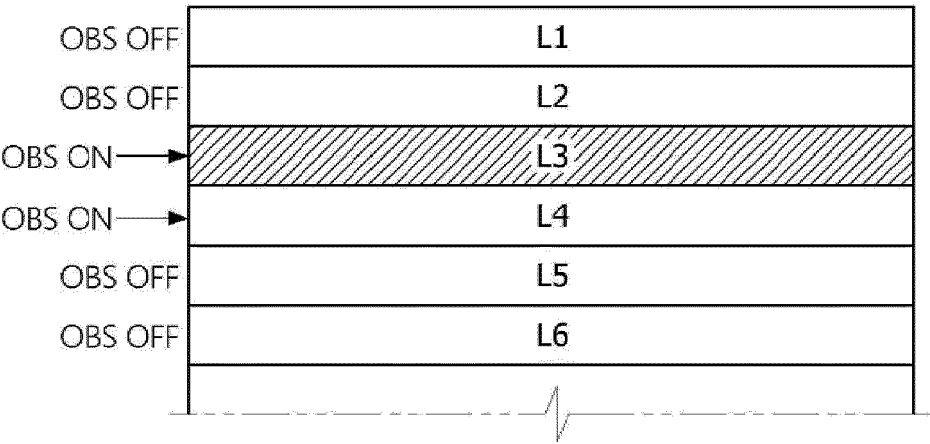 OBS OFF L1
OBS OFF L2
OBS ON L3
OBS ON L4
OBS OFF L5
OBS OFF L6